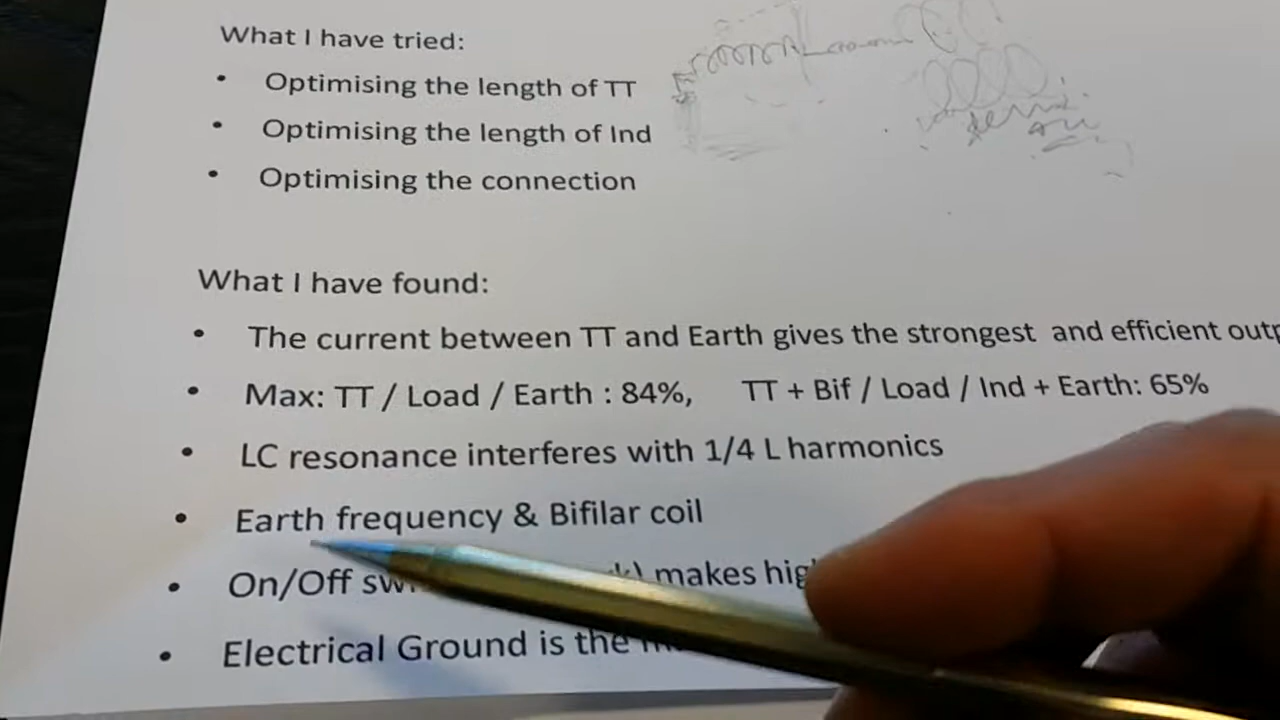 What I have tried:
• Optimising the length of TT
• Optimising the length of Ind
• Optimising the connection
What I have found:
• The current between TT and Earth gives the strongest and efficient outp
• Max: TT / Load / Earth : 84%, TT + Bif / Load / Ind + Earth: 65%
• LC resonance interferes with 1/4 L harmonics
• Earth frequency & Bifilar coil
• On/Off sw k) makes hig
• Electrical Ground is the